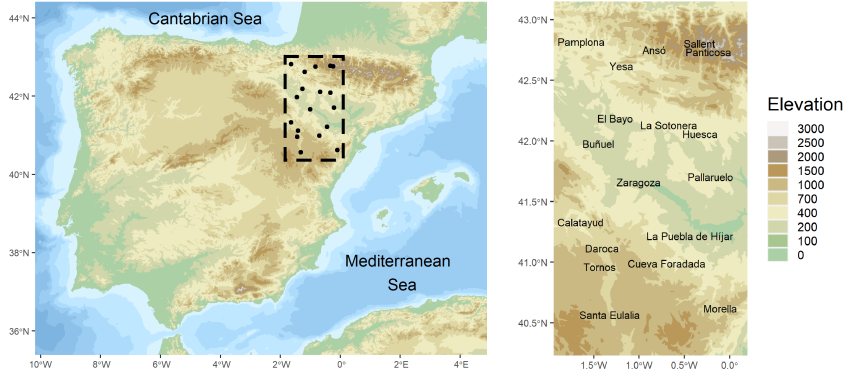 Cantabrian Sea
Mediterranean
Sea
44°N
42°N
40°N
38°N
36°N
10°W
8°W
6°W
4°W
2°W
0°
2°E
4°E
43.0°N
42.5°N
42.0°N
41.5°N
41.0°N
40.5°N
Pamplona
Ansó
Sallent
Panticosa
Yesa
El Bayo
La Sotonera
Huesca
Buñuel
Zaragoza
Pallaruelo
Calatayud
La Puebla de Híjar
Daroca
Tornos
Cueva Foradada
Santa Eulalia
Morella
1.5°W
1.0°W
0.5°W
0.0°
Elevation
3000
2500
2000
1500
1000
700
400
200
100
0